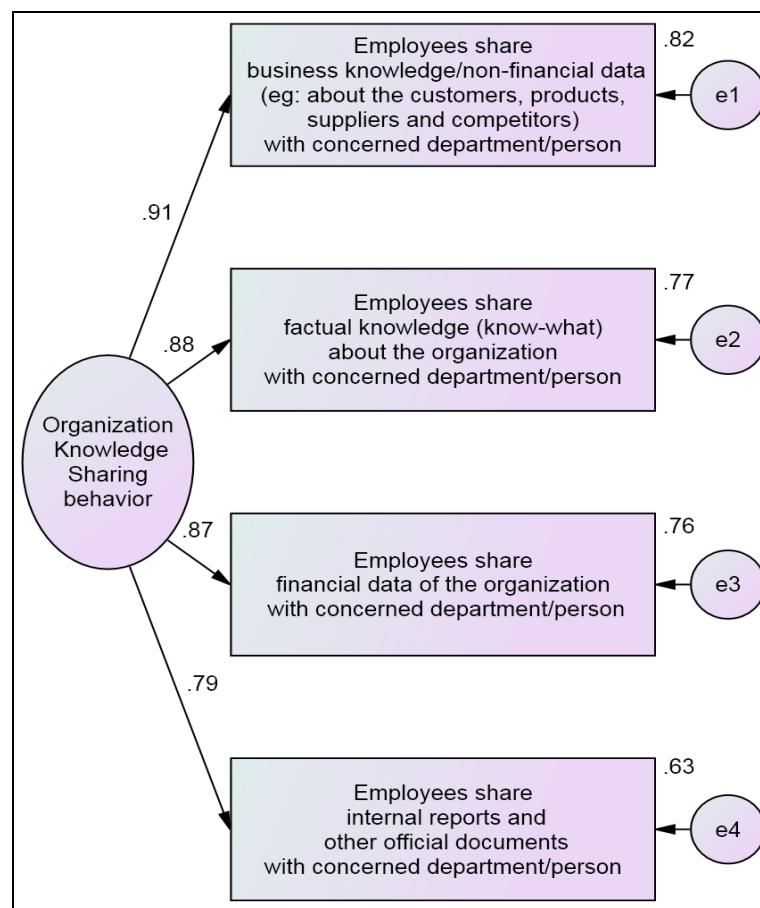 Employees share
business knowledge/non-financial data
(eg: about the customers, products,
suppliers and competitors)
with concerned department/person
.82
e1
.91
Employees share
factual knowledge (know-what)
about the organization
with concerned department/person
.77
e2
.88
Organization
Knowledge
Sharing
behavior
.87
Employees share
financial data of the organization
with concerned department/person
.76
e3
.79
Employees share
internal reports and
other official documents
with concerned department/person
.63
e4